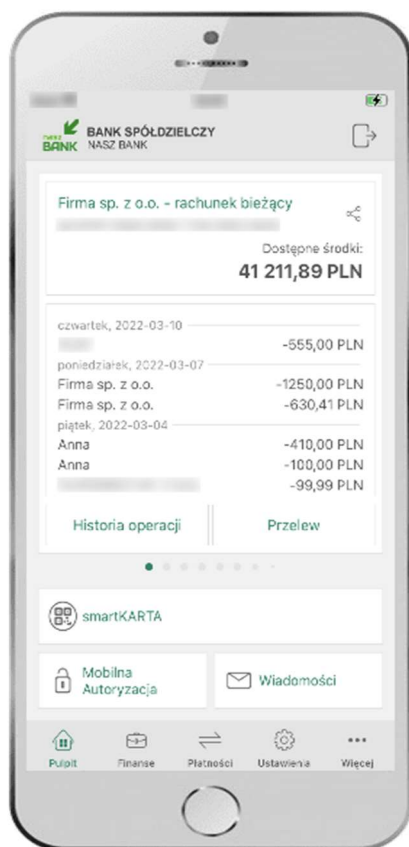 TWÓJ
BANK
BANK SPÓŁDZIELCZY
NASZ BANK
Firma sp. z o.o. - rachunek bieżący
Dostępne środki:
41 211,89 PLN
czwartek, 2022-03-10
-555,00 PLN
poniedziałek, 2022-03-07
Firma sp. z o.o. -1250,00 PLN
Firma sp. z o.o. -630,41 PLN
piątek, 2022-03-04
Anna -410,00 PLN
Anna -100,00 PLN
-99,99 PLN
Historia operacji Przelew
smartKARTA
Mobilna
Autoryzacja
Wiadomości
Pulpit Finanse Płatności Ustawienia Więcej